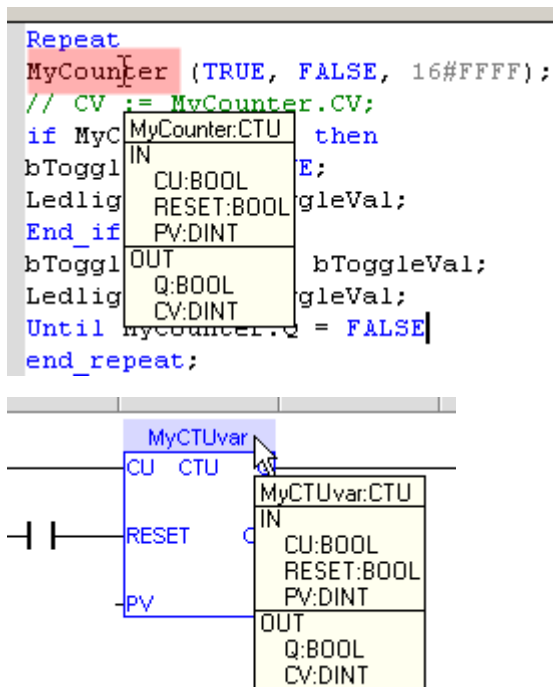 Repeat
MyCounter (TRUE, FALSE, 16#FFFF);
// CV := MyCounter.CV;
if MyC then
bToggl E;
Ledlig gleVal;
End_if
bToggl bToggleVal;
Ledlig gleVal;
Until MyCounter.Q = FALSE
end_repeat;
MyCounter:CTU
IN
CU:BOOL
RESET:BOOL
PV:DINT
OUT
Q:BOOL
CV:DINT
MyCTUvar
CU CTU Q
RESET C
PV
MyCTUvar:CTU
IN
CU:BOOL
RESET:BOOL
PV:DINT
OUT
Q:BOOL
CV:DINT